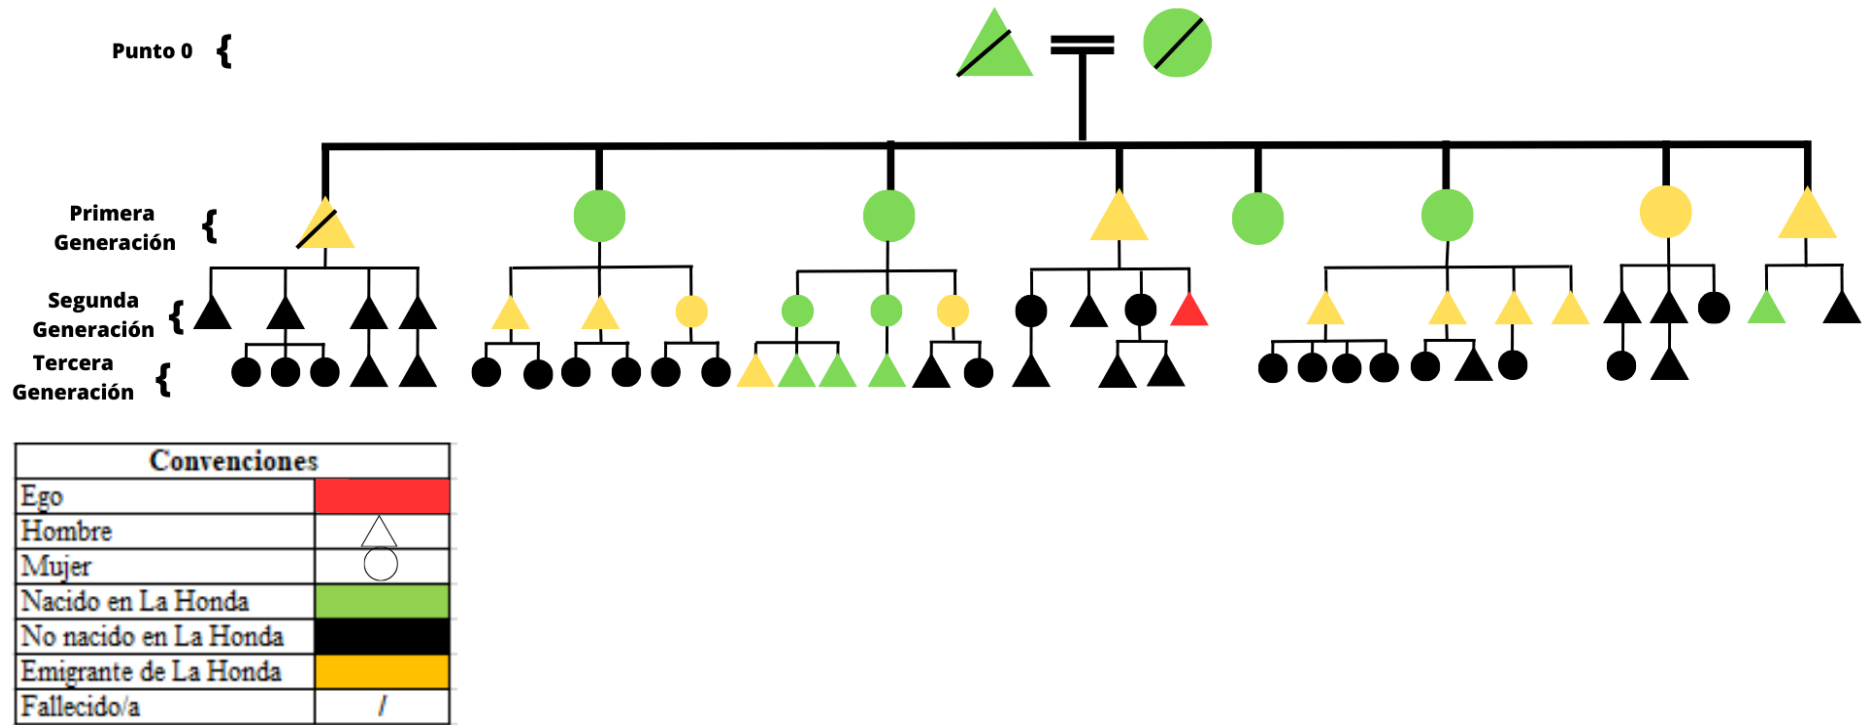 Punto 0 {
Primera
Generación {
Segunda
Generación {
Tercera
Generación {
Convenciones
Ego
Hombre
Mujer
Nacido en La Honda
No nacido en La Honda
Emigrante de La Honda
Fallecido/a /